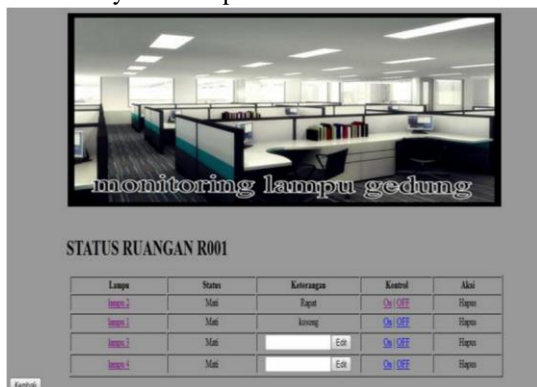 monitoring lampu gedung
STATUS RUANGAN R001
Lampu Status Keterangan Kontrol Aksi
lampu 2 Mati Rapat On | OFF Hapus
lampu 1 Mati kosong On | OFF Hapus
lampu 3 Mati Edit On | OFF Hapus
lampu 4 Mati Edit On | OFF Hapus
Kembali